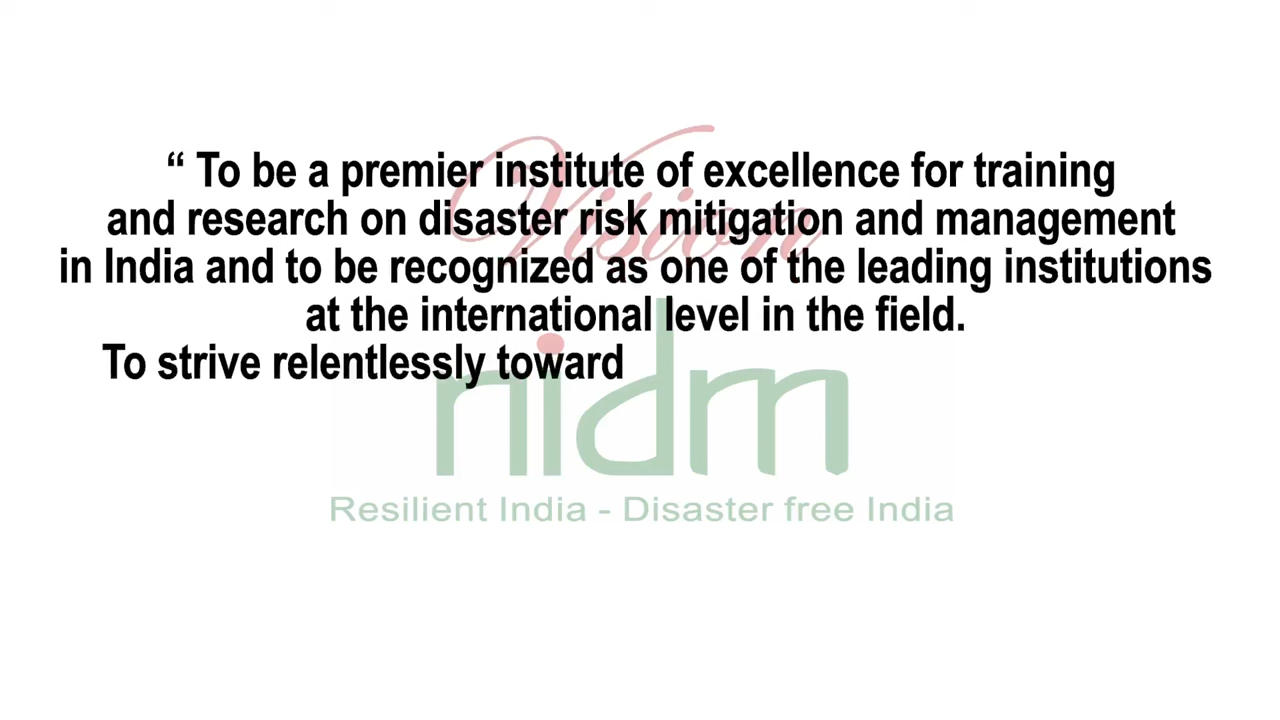 Vision
“ To be a premier institute of excellence for training
and research on disaster risk mitigation and management
in India and to be recognized as one of the leading institutions
at the international level in the field.
To strive relentlessly toward
nidm
Resilient India - Disaster free India